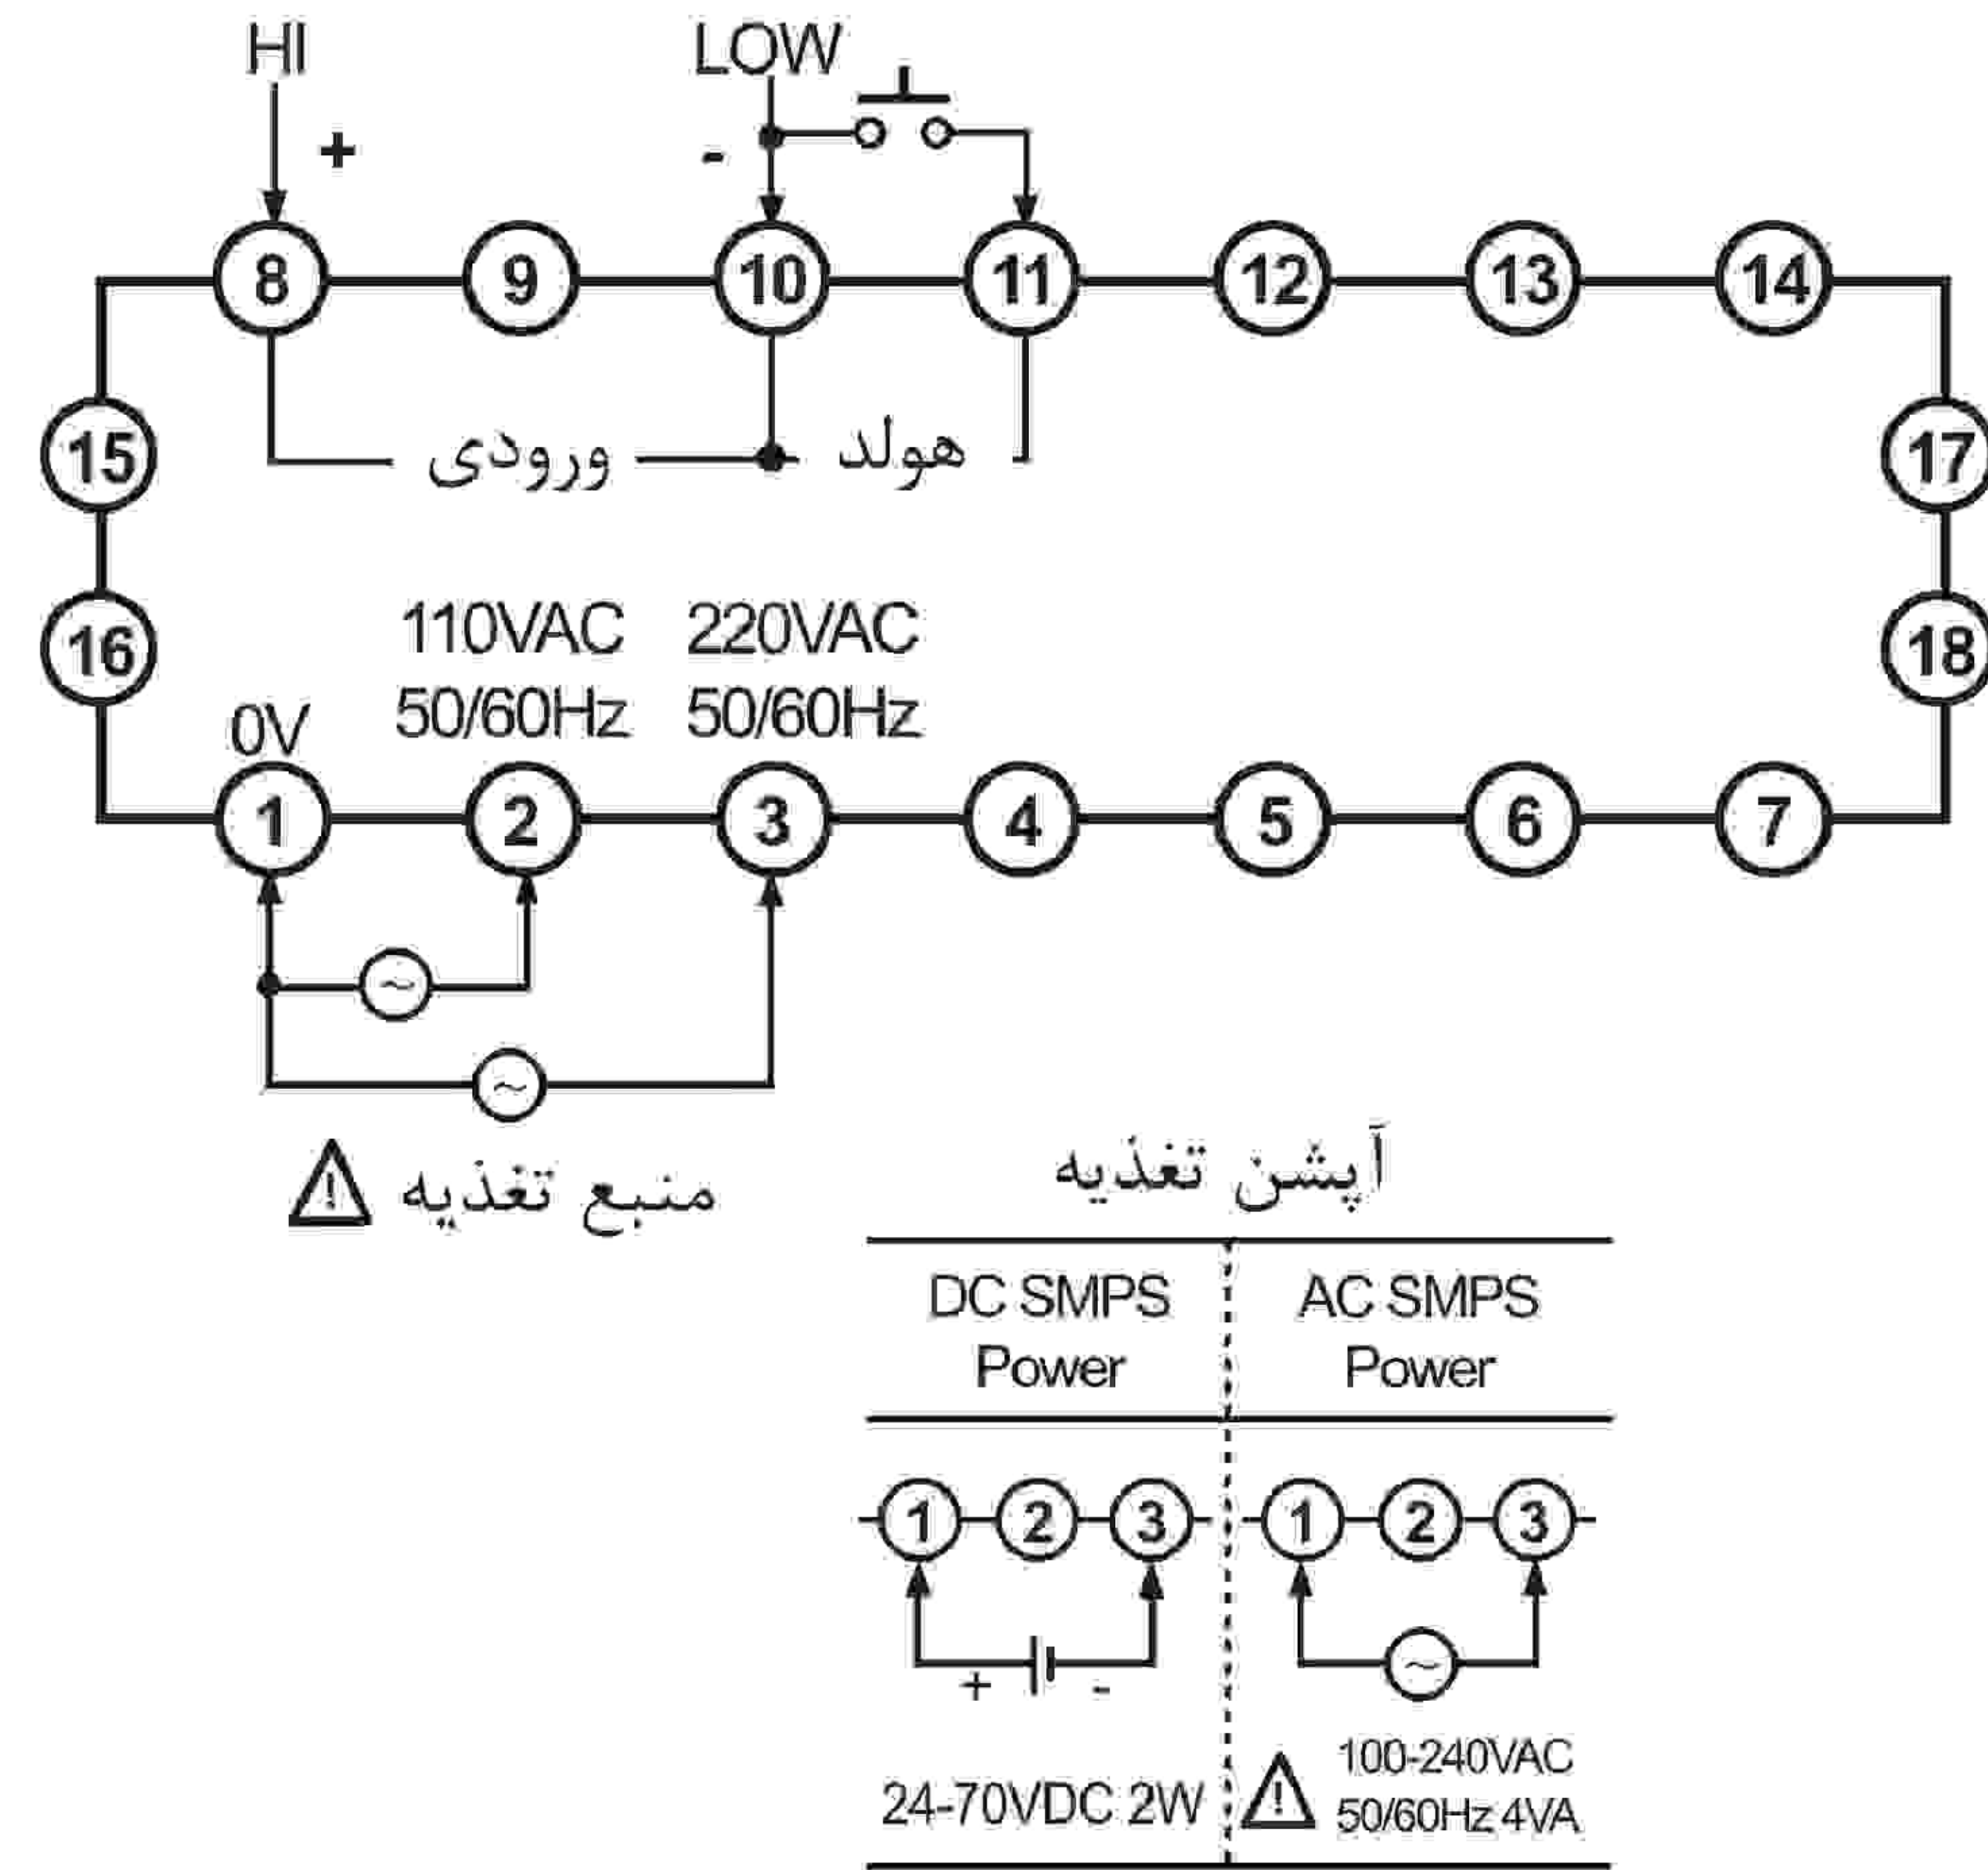 HI LOW
+ -
8 9 10 11 12 13 14
ورودی هولد
15 17
16 18
110VAC 220VAC
50/60Hz 50/60Hz
0V
1 2 3 4 5 6 7
~
~
⚠ منبع تغذیه
آپشن تغذیه
DC SMPS
Power
AC SMPS
Power
1 2 3
+ -
24-70VDC 2W
1 2 3
~
⚠ 100-240VAC
50/60Hz 4VA